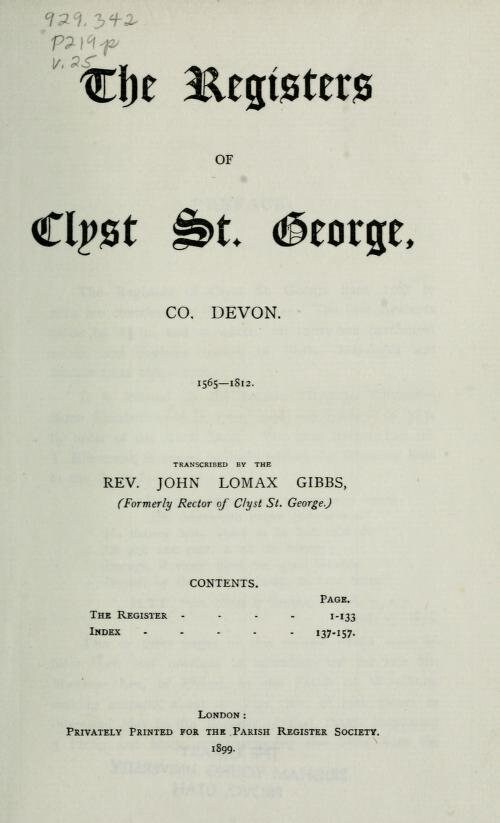 929.342
P219p
v.25
The Registers
OF
Clyst St. George,
CO. DEVON.
1565—1812.
TRANSCRIBED BY THE
REV. JOHN LOMAX GIBBS,
(Formerly Rector of Clyst St. George.)
CONTENTS.
PAGE.
THE REGISTER - - - - 1-133
INDEX - - - - - 137-157.
LONDON:
PRIVATELY PRINTED FOR THE PARISH REGISTER SOCIETY.
1899.